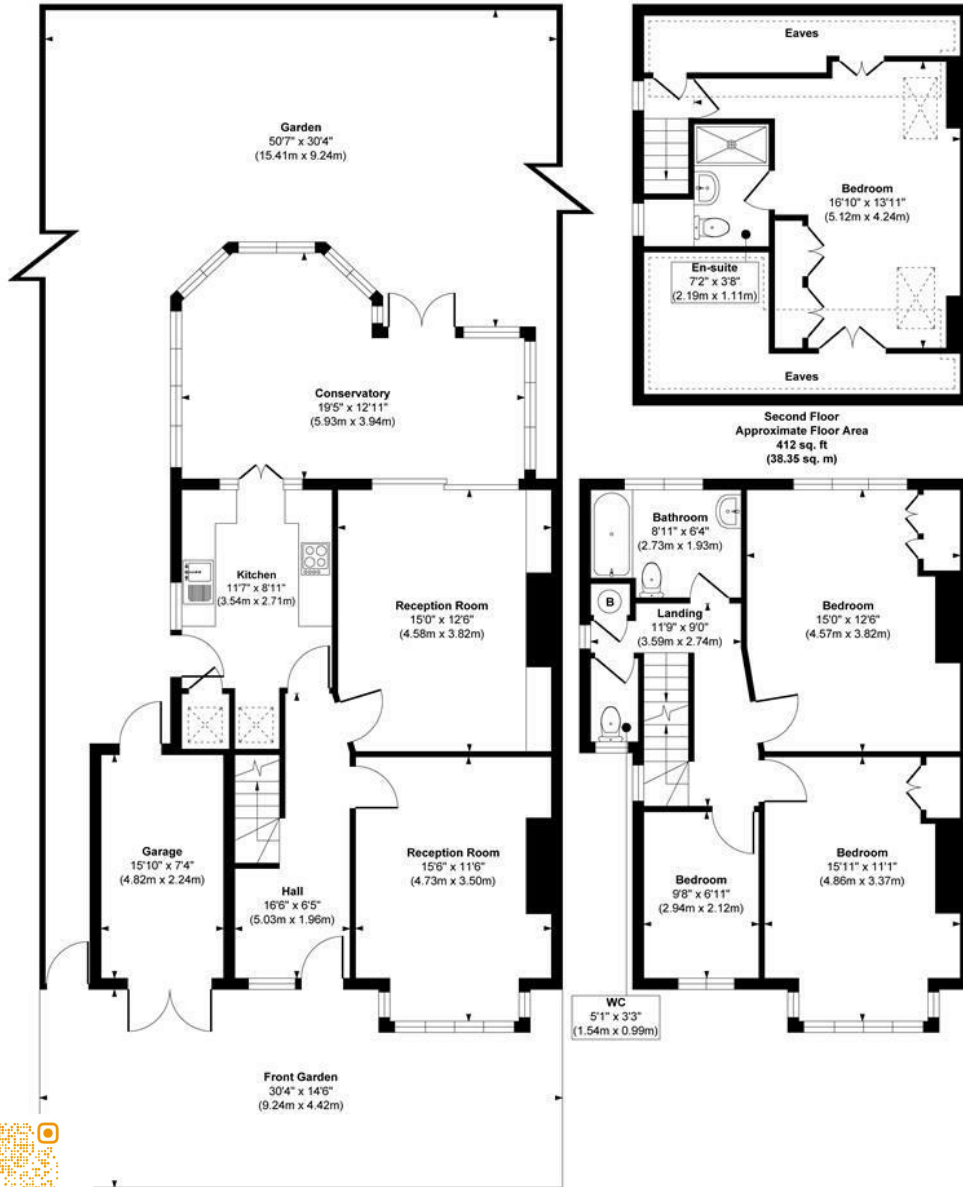 Garden
50'7" x 30'4"
(15.41m x 9.24m)
Conservatory
19'5" x 12'11"
(5.93m x 3.94m)
Kitchen
11'7" x 8'11"
(3.54m x 2.71m)
Reception Room
15'0" x 12'6"
(4.58m x 3.82m)
Garage
15'10" x 7'4"
(4.82m x 2.24m)
Hall
16'6" x 6'5"
(5.03m x 1.96m)
Reception Room
15'6" x 11'6"
(4.73m x 3.50m)
Front Garden
30'4" x 14'6"
(9.24m x 4.42m)
Eaves
Bedroom
16'10" x 13'11"
(5.12m x 4.24m)
En-suite
7'2" x 3'8"
(2.19m x 1.11m)
Eaves
Second Floor
Approximate Floor Area
412 sq. ft
(38.35 sq. m)
Bathroom
8'11" x 6'4"
(2.73m x 1.93m)
B
Landing
11'9" x 9'0"
(3.59m x 2.74m)
Bedroom
15'0" x 12'6"
(4.57m x 3.82m)
Bedroom
9'8" x 6'11"
(2.94m x 2.12m)
Bedroom
15'11" x 11'1"
(4.86m x 3.37m)
WC
5'1" x 3'3"
(1.54m x 0.99m)